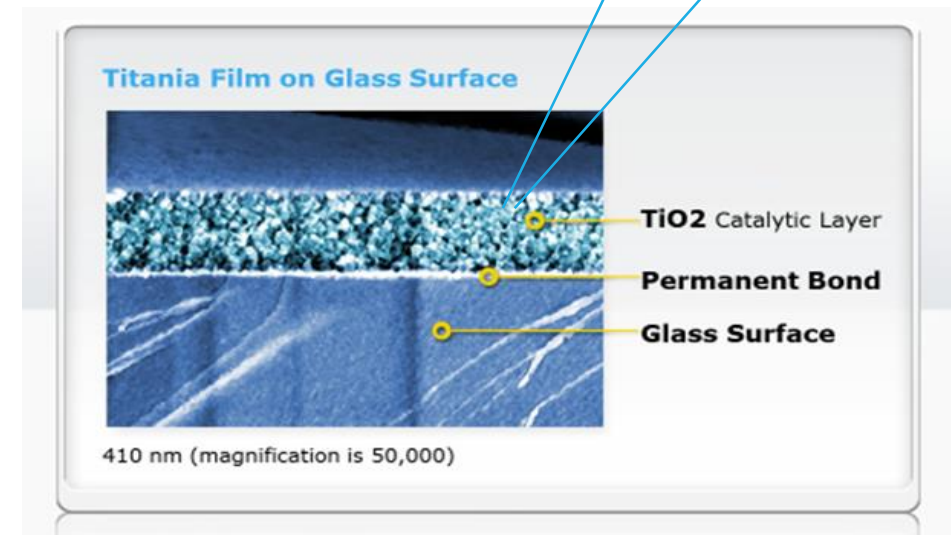 Titania Film on Glass Surface
TiO2 Catalytic Layer
Permanent Bond
Glass Surface
410 nm (magnification is 50,000)